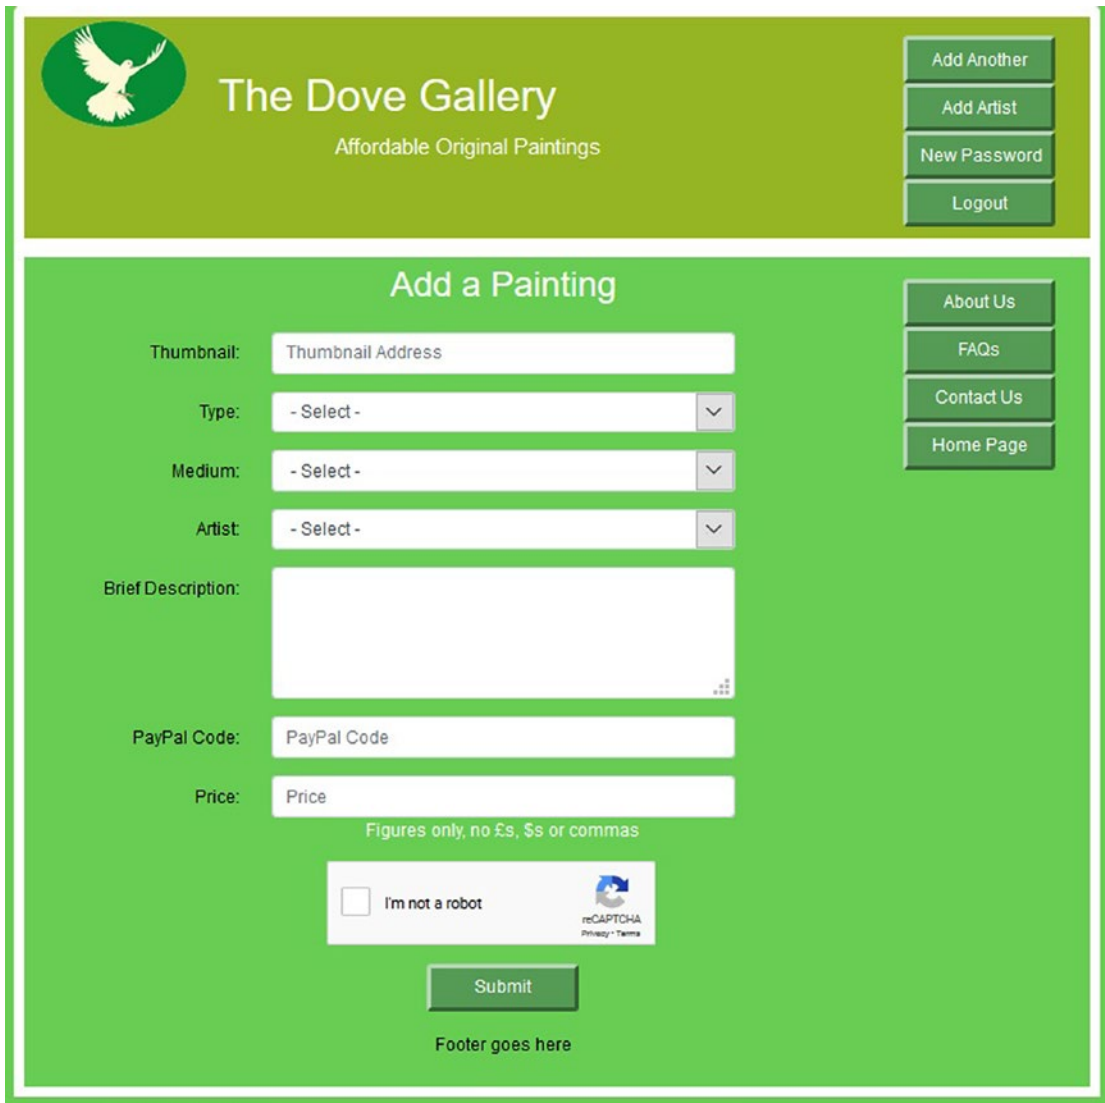 The Dove Gallery
Affordable Original Paintings
Add Another
Add Artist
New Password
Logout
Add a Painting
Thumbnail: Thumbnail Address
Type: - Select -
Medium: - Select -
Artist: - Select -
Brief Description:
PayPal Code: PayPal Code
Price: Price
Figures only, no £s, $s or commas
I'm not a robot
reCAPTCHA
Privacy - Terms
Submit
Footer goes here
About Us
FAQs
Contact Us
Home Page